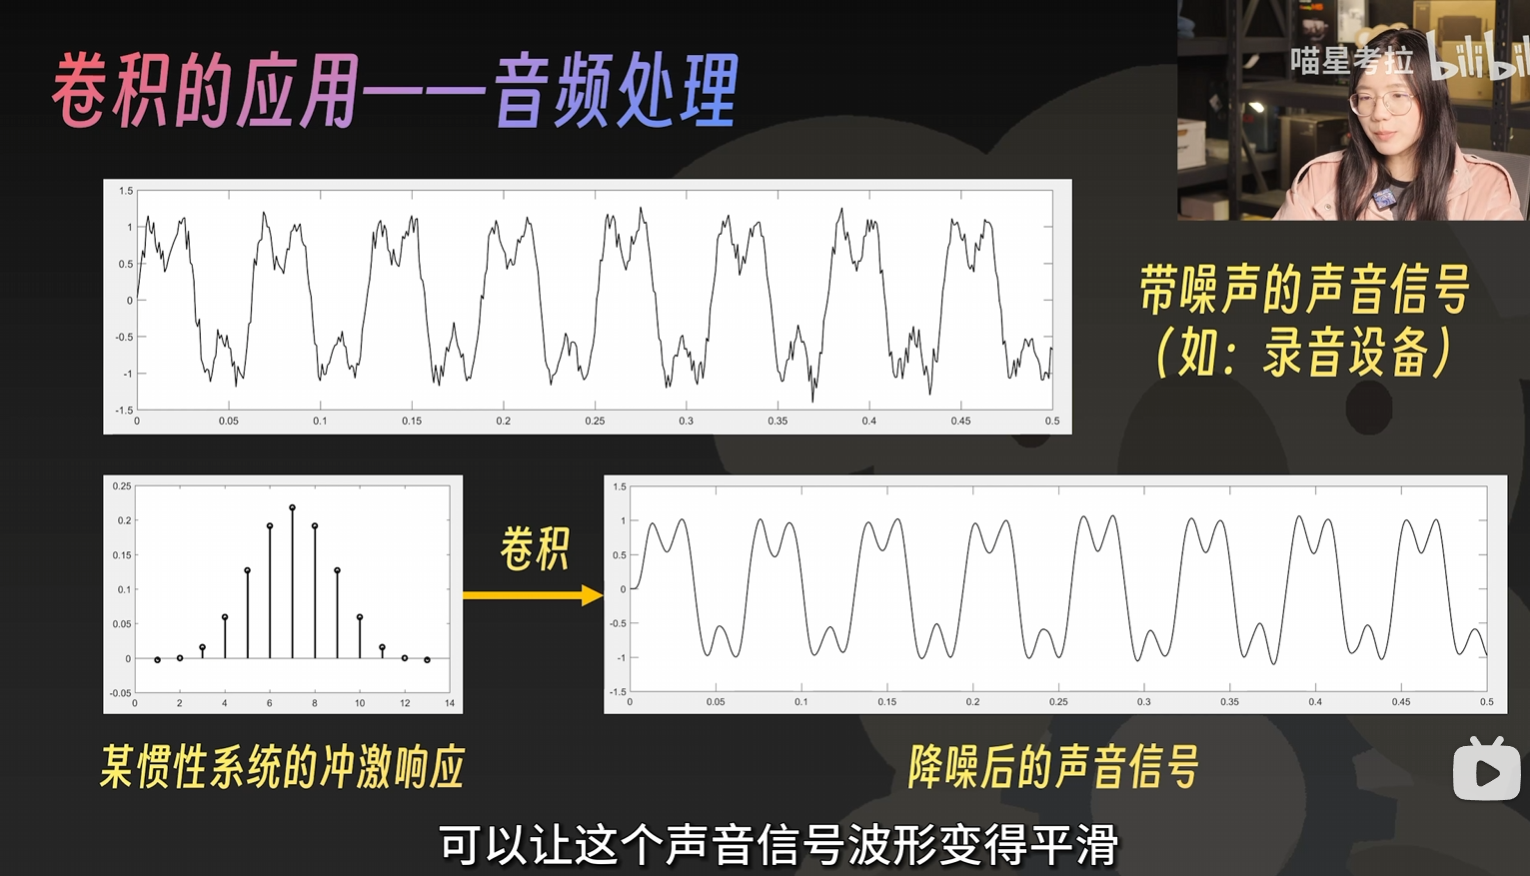 卷积的应用——音频处理
喵星考拉 bilibili
1.5
1
0.5
0
-0.5
-1
-1.5
0 0.05 0.1 0.15 0.2 0.25 0.3 0.35 0.4 0.45 0.5
带噪声的声音信号
（如：录音设备）
0.25
0.2
0.15
0.1
0.05
0
-0.05
0 2 4 6 8 10 12 14
卷积
1.5
1
0.5
0
-0.5
-1
-1.5
0 0.05 0.1 0.15 0.2 0.25 0.3 0.35 0.4 0.45 0.5
某惯性系统的冲激响应
降噪后的声音信号
可以让这个声音信号波形变得平滑